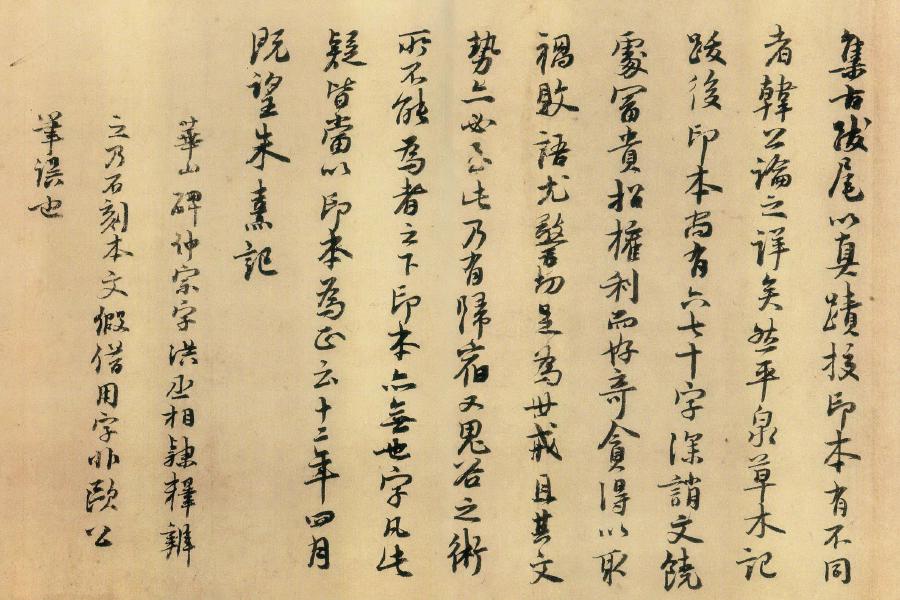 集古跋尾以真蹟挍印本有不同
者韓公論之詳矣然平泉草木記
跋後印本尚有六七十字深誚文饒
處富貴招權利而好奇貪得以取
禍敗語尤警切足為世戒且其文
勢亦必至此乃有歸宿又鬼谷之術
所不能為者之下印本亦無也字凡此
疑皆當以印本為正云十二年四月
既望朱熹記
華山碑仲宗字洪丞相隸釋辨
之乃石刻本文假借用字非歐公
筆誤也